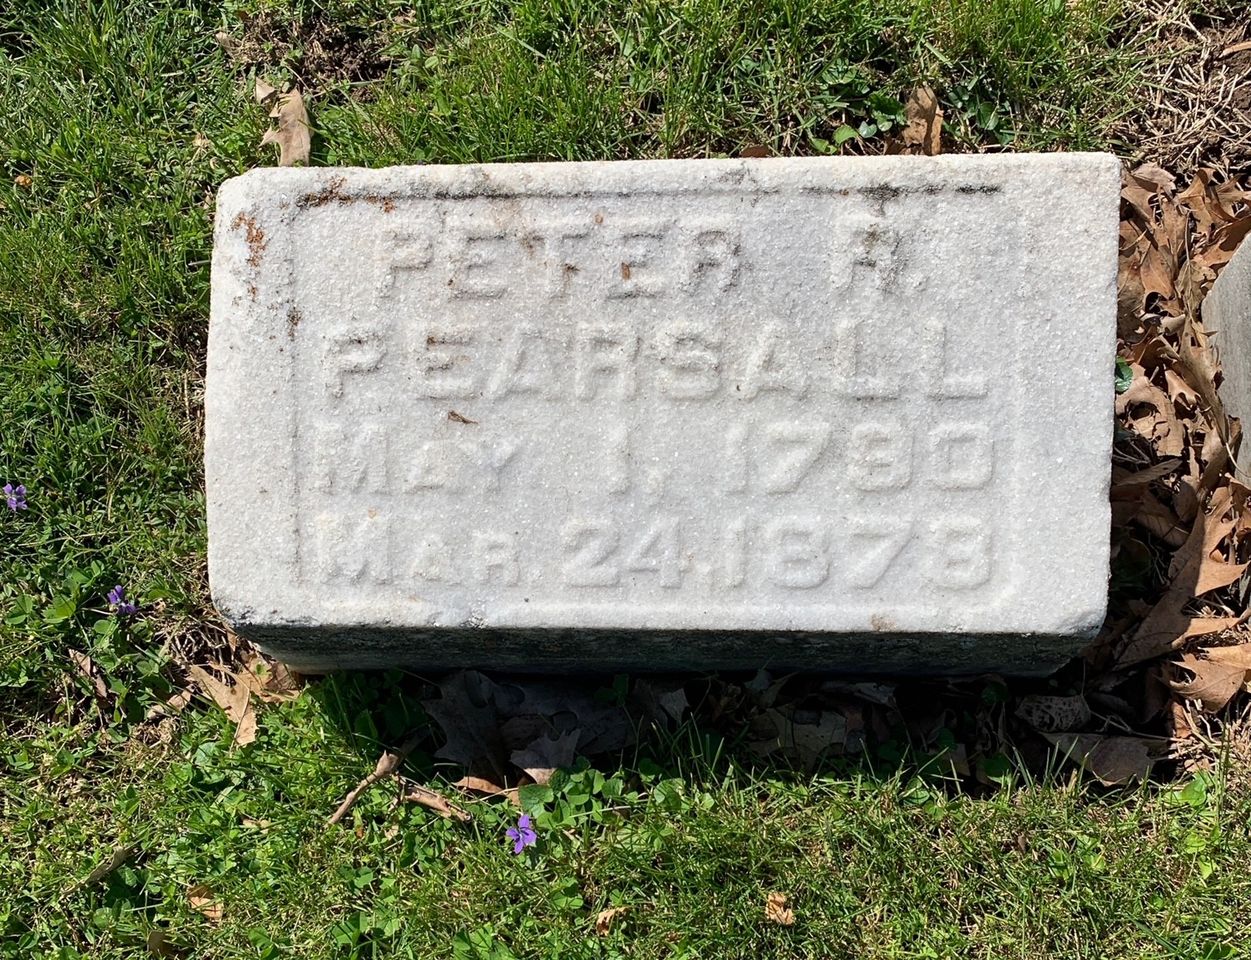 PETER R.
PEARSALL
MAY 1. 1780
MAR. 24. 1878